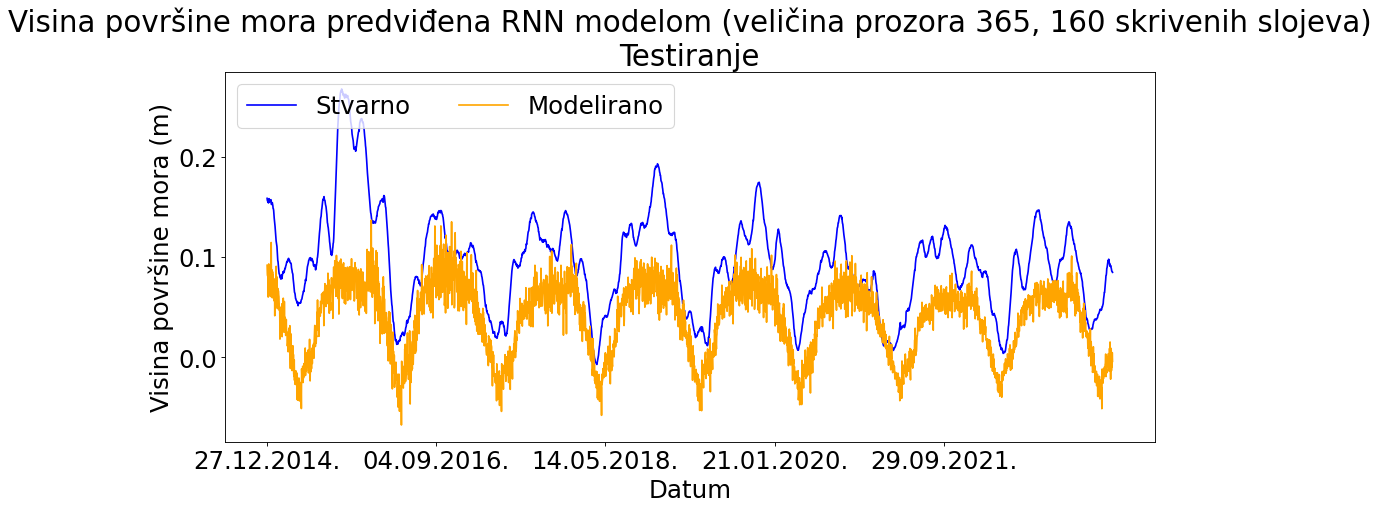 Visina površine mora predviđena RNN modelom (veličina prozora 365, 160 skrivenih slojeva)
Testiranje
Stvarno
Modelirano
Visina površine mora (m)
0.2
0.1
0.0
27.12.2014.
04.09.2016.
14.05.2018.
21.01.2020.
29.09.2021.
Datum